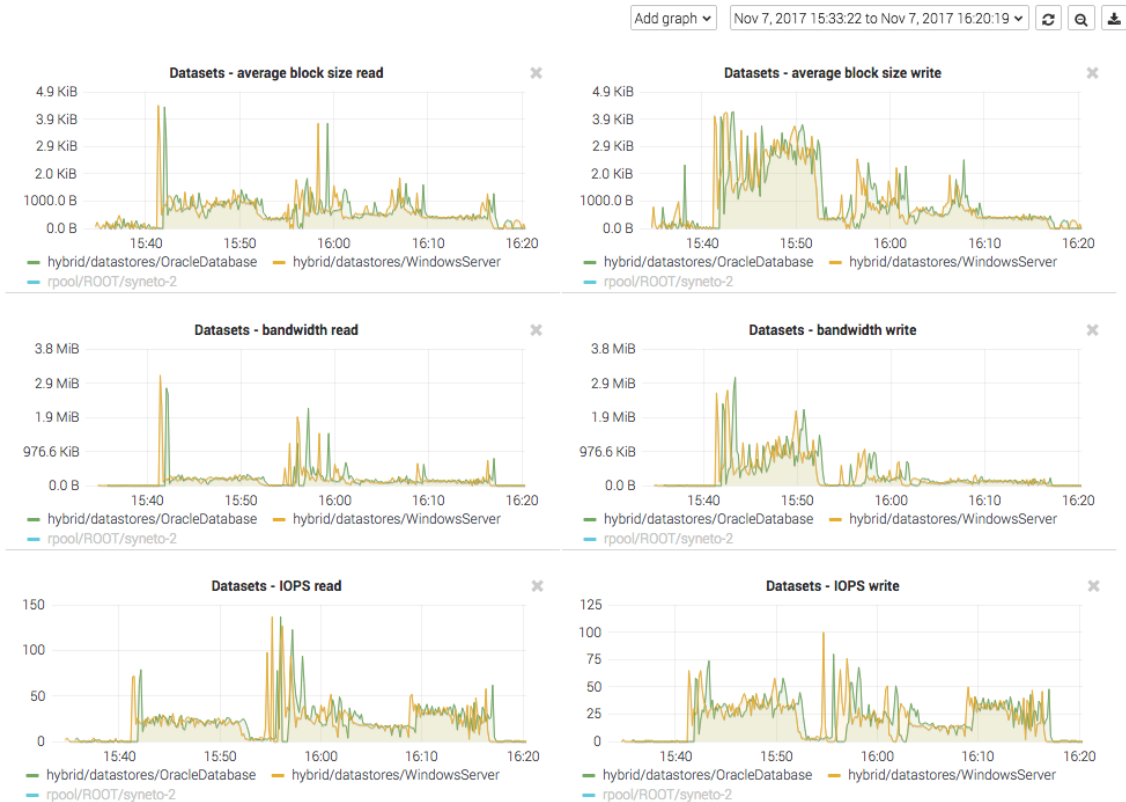 Add graph Nov 7, 2017 15:33:22 to Nov 7, 2017 16:20:19
Datasets - average block size read
4.9 KiB
3.9 KiB
2.9 KiB
2.0 KiB
1000.0 B
0.0 B
15:40 15:50 16:00 16:10 16:20
hybrid/datastores/OracleDatabase hybrid/datastores/WindowsServer
rpool/ROOT/syneto-2
Datasets - average block size write
4.9 KiB
3.9 KiB
2.9 KiB
2.0 KiB
1000.0 B
0.0 B
15:40 15:50 16:00 16:10 16:20
hybrid/datastores/OracleDatabase hybrid/datastores/WindowsServer
rpool/ROOT/syneto-2
Datasets - bandwidth read
3.8 MiB
2.9 MiB
1.9 MiB
976.6 KiB
0.0 B
15:40 15:50 16:00 16:10 16:20
hybrid/datastores/OracleDatabase hybrid/datastores/WindowsServer
rpool/ROOT/syneto-2
Datasets - bandwidth write
3.8 MiB
2.9 MiB
1.9 MiB
976.6 KiB
0.0 B
15:40 15:50 16:00 16:10 16:20
hybrid/datastores/OracleDatabase hybrid/datastores/WindowsServer
rpool/ROOT/syneto-2
Datasets - IOPS read
150
100
50
0
15:40 15:50 16:00 16:10 16:20
hybrid/datastores/OracleDatabase hybrid/datastores/WindowsServer
rpool/ROOT/syneto-2
Datasets - IOPS write
125
100
75
50
25
0
15:40 15:50 16:00 16:10 16:20
hybrid/datastores/OracleDatabase hybrid/datastores/WindowsServer
rpool/ROOT/syneto-2